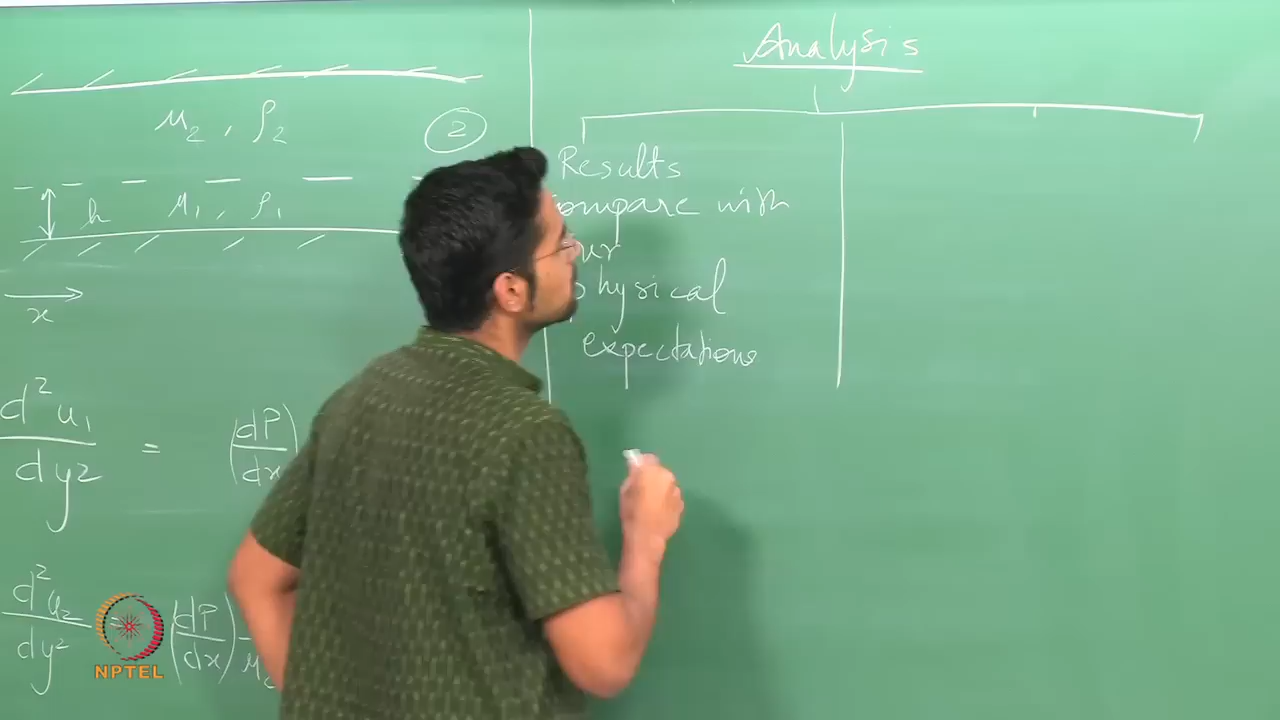 μ₂, ρ₂
2
h μ₁, ρ₁
x
d²u₁/dy² = (dP/dx)
d²u₂/dy² = (dP/dx)
NPTEL
Analysis
Results
compare with
our
physical
expectations